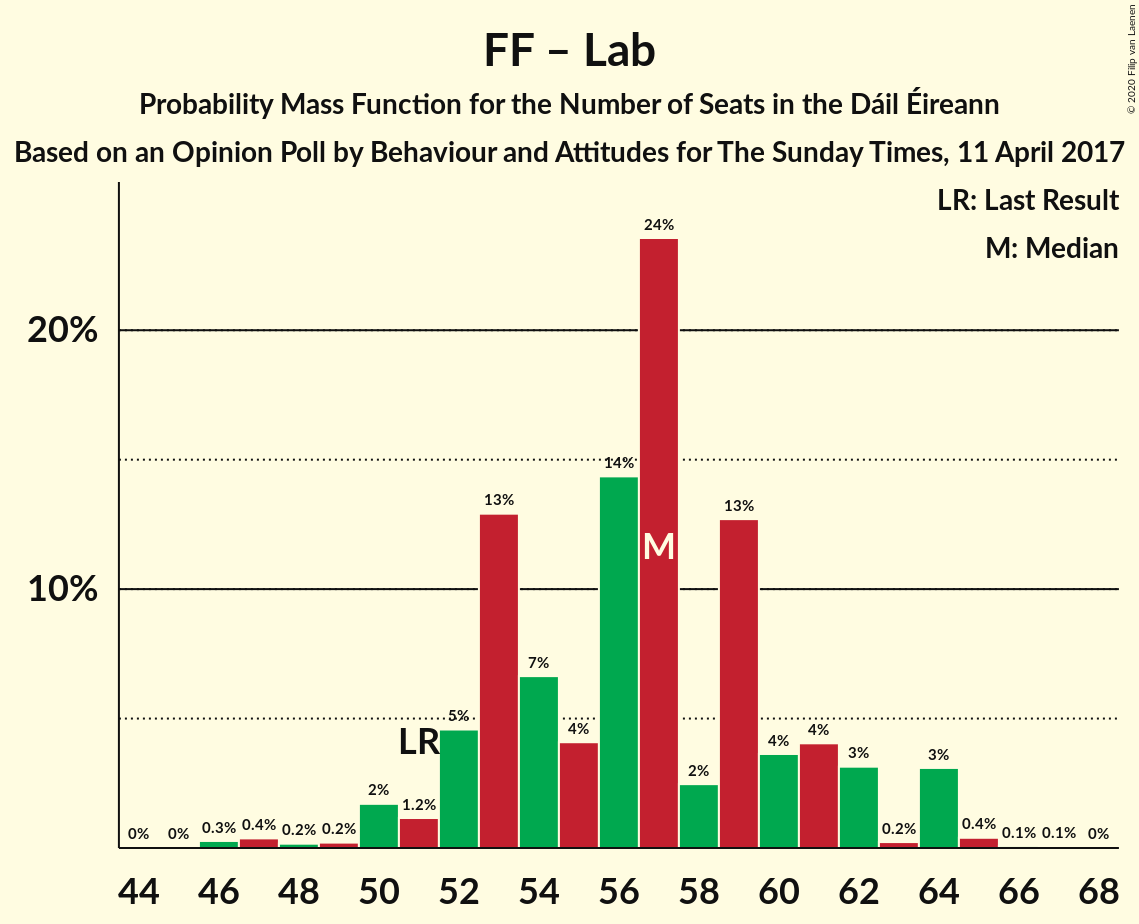 FF – Lab
Probability Mass Function for the Number of Seats in the Dáil Éireann
Based on an Opinion Poll by Behaviour and Attitudes for The Sunday Times, 11 April 2017
© 2020 Filip van Laenen
LR: Last Result
M: Median
20%
10%
0% 0% 0.3% 0.4% 0.2% 0.2% 2% 1.2% 5% 13% 7% 4% 14% 24% 2% 13% 4% 4% 3% 0.2% 3% 0.4% 0.1% 0.1% 0%
LR
M
44 46 48 50 52 54 56 58 60 62 64 66 68